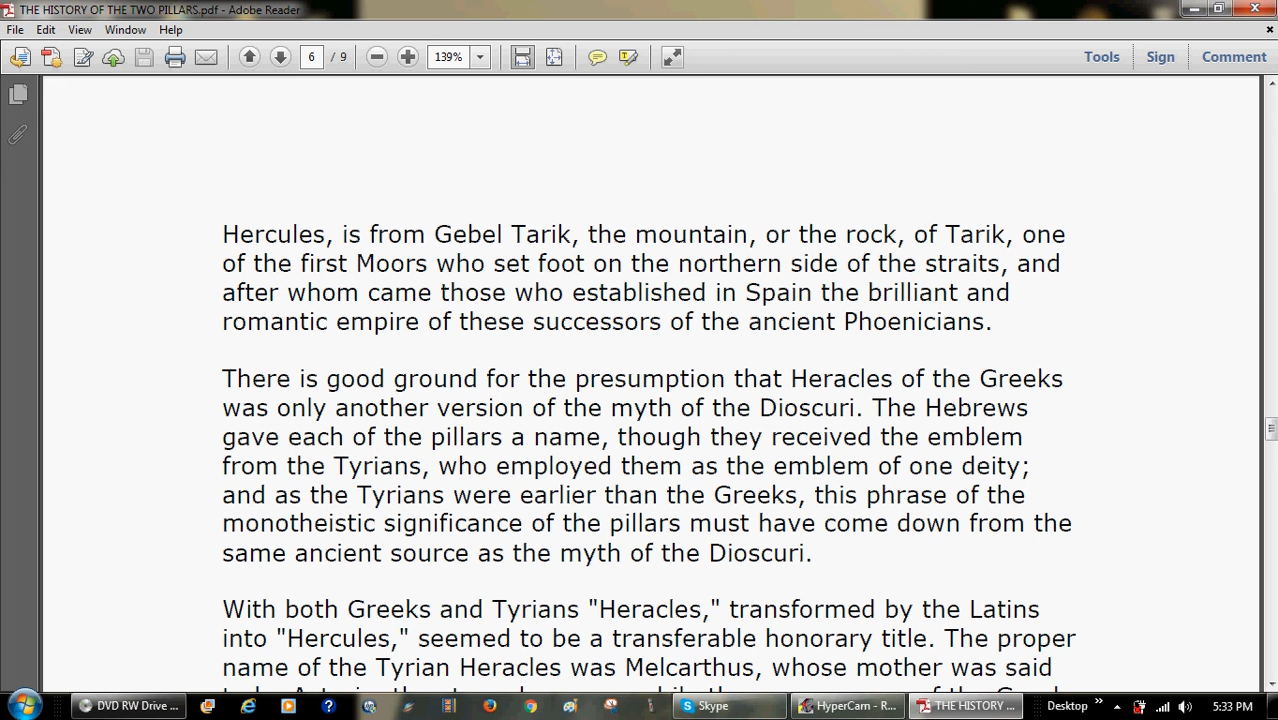 THE HISTORY OF THE TWO PILLARS.pdf - Adobe Reader
File Edit View Window Help
6 / 9 139% Tools Sign Comment
Hercules, is from Gebel Tarik, the mountain, or the rock, of Tarik, one
of the first Moors who set foot on the northern side of the straits, and
after whom came those who established in Spain the brilliant and
romantic empire of these successors of the ancient Phoenicians.
There is good ground for the presumption that Heracles of the Greeks
was only another version of the myth of the Dioscuri. The Hebrews
gave each of the pillars a name, though they received the emblem
from the Tyrians, who employed them as the emblem of one deity;
and as the Tyrians were earlier than the Greeks, this phrase of the
monotheistic significance of the pillars must have come down from the
same ancient source as the myth of the Dioscuri.
With both Greeks and Tyrians "Heracles," transformed by the Latins
into "Hercules," seemed to be a transferable honorary title. The proper
name of the Tyrian Heracles was Melcarthus, whose mother was said
DVD RW Drive ... Skype HyperCam - R... THE HISTORY ... Desktop 5:33 PM